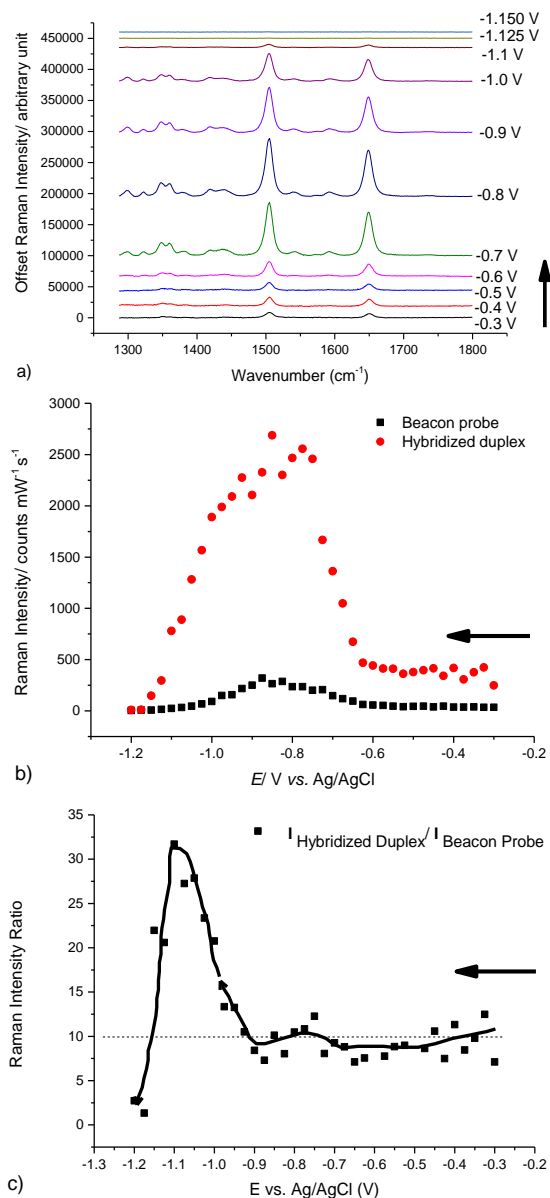 -1.150 V
-1.125 V
-1.1 V
-1.0 V
-0.9 V
-0.8 V
-0.7 V
-0.6 V
-0.5 V
-0.4 V
-0.3 V
450000
400000
350000
300000
250000
200000
150000
100000
50000
0
Offset Raman Intensity/ arbitrary unit
1300 1400 1500 1600 1700 1800
Wavenumber (cm⁻¹)
a)
3000
2500
2000
1500
1000
500
0
Raman Intensity/ counts mW⁻¹ s⁻¹
Beacon probe
Hybridized duplex
-1.2 -1.0 -0.8 -0.6 -0.4 -0.2
E/ V vs. Ag/AgCl
b)
35
30
25
20
15
10
5
0
Raman Intensity Ratio
I Hybridized Duplex/ I Beacon Probe
-1.3 -1.2 -1.1 -1.0 -0.9 -0.8 -0.7 -0.6 -0.5 -0.4 -0.3 -0.2
E vs. Ag/AgCl (V)
c)